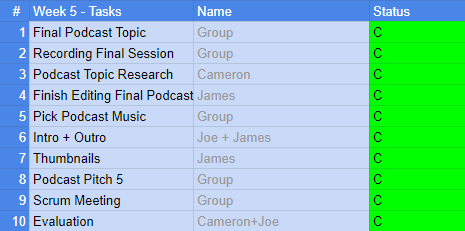 # Week 5 - Tasks Name Status
1 Final Podcast Topic Group C
2 Recording Final Session Group C
3 Podcast Topic Research Cameron C
4 Finish Editing Final Podcast James C
5 Pick Podcast Music Group C
6 Intro + Outro Joe + James C
7 Thumbnails James C
8 Podcast Pitch 5 Group C
9 Scrum Meeting Group C
10 Evaluation Cameron+Joe C